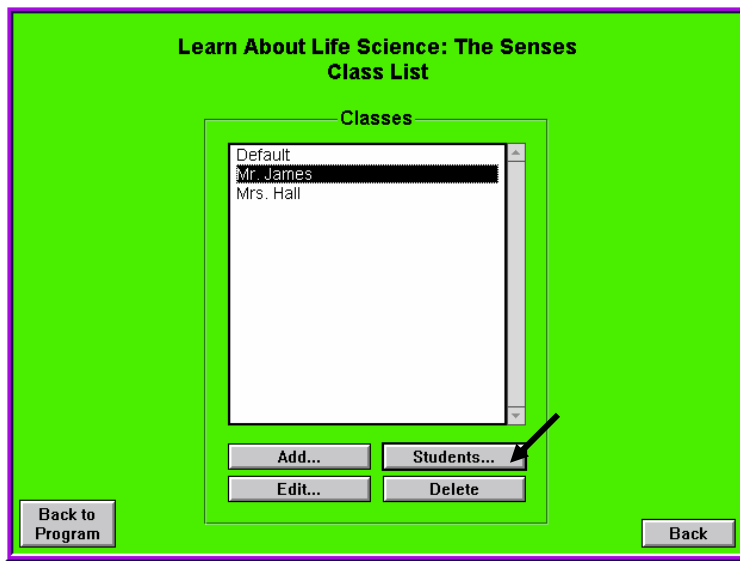 Learn About Life Science: The Senses
Class List
Classes
Default
Mr. James
Mrs. Hall
Add...
Students...
Edit...
Delete
Back to
Program
Back